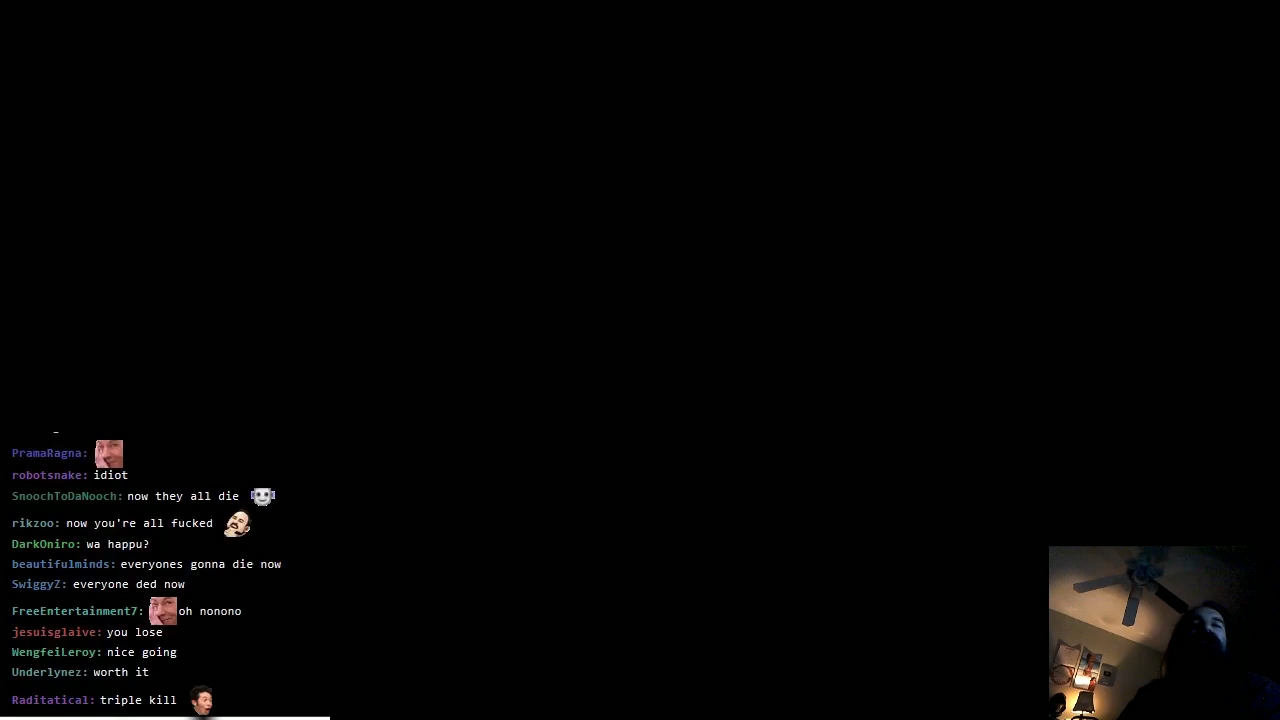 PramaRagna:
robotsnake: idiot
SnoochToDaNooch: now they all die
rikzoo: now you're all fucked
DarkOniro: wa happu?
beautifulminds: everyones gonna die now
SwiggyZ: everyone ded now
FreeEntertainment7: oh nonono
jesuisglaive: you lose
WengfeiLeroy: nice going
Underlynez: worth it
Raditatical: triple kill